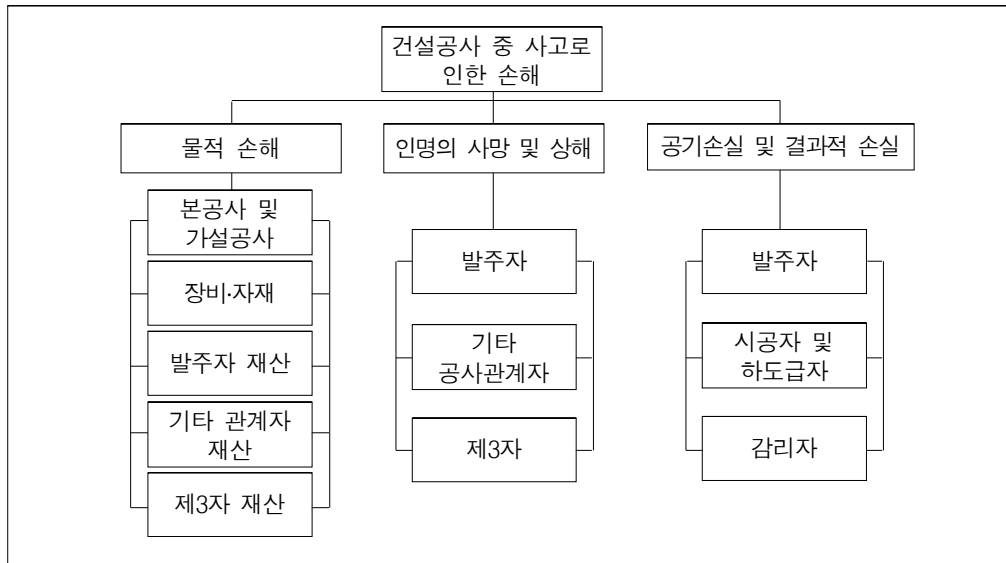 건설공사 중 사고로
인한 손해
물적 손해
인명의 사망 및 상해
공기손실 및 결과적 손실
본공사 및
가설공사
장비·자재
발주자 재산
기타 관계자
재산
제3자 재산
발주자
기타
공사관계자
제3자
발주자
시공자 및
하도급자
감리자